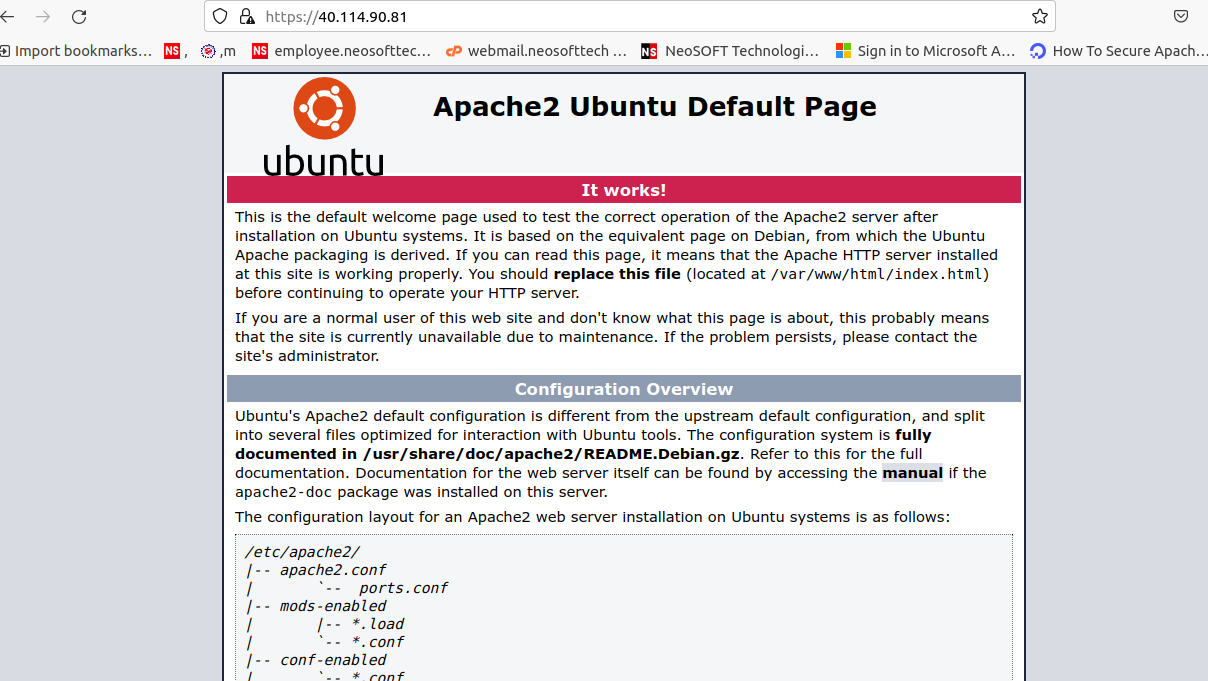 https://40.114.90.81
Import bookmarks... NS , ,m NS employee.neosofttec... cP webmail.neosofttech ... NS NeoSOFT Technologi... Sign in to Microsoft A... How To Secure Apach...
Apache2 Ubuntu Default Page
ubuntu
It works!
This is the default welcome page used to test the correct operation of the Apache2 server after
installation on Ubuntu systems. It is based on the equivalent page on Debian, from which the Ubuntu
Apache packaging is derived. If you can read this page, it means that the Apache HTTP server installed
at this site is working properly. You should replace this file (located at /var/www/html/index.html)
before continuing to operate your HTTP server.
If you are a normal user of this web site and don't know what this page is about, this probably means
that the site is currently unavailable due to maintenance. If the problem persists, please contact the
site's administrator.
Configuration Overview
Ubuntu's Apache2 default configuration is different from the upstream default configuration, and split
into several files optimized for interaction with Ubuntu tools. The configuration system is fully
documented in /usr/share/doc/apache2/README.Debian.gz. Refer to this for the full
documentation. Documentation for the web server itself can be found by accessing the manual if the
apache2-doc package was installed on this server.
The configuration layout for an Apache2 web server installation on Ubuntu systems is as follows:
/etc/apache2/
|-- apache2.conf
|       `--  ports.conf
|-- mods-enabled
|       |-- *.load
|       `-- *.conf
|-- conf-enabled
|       `-- *.conf